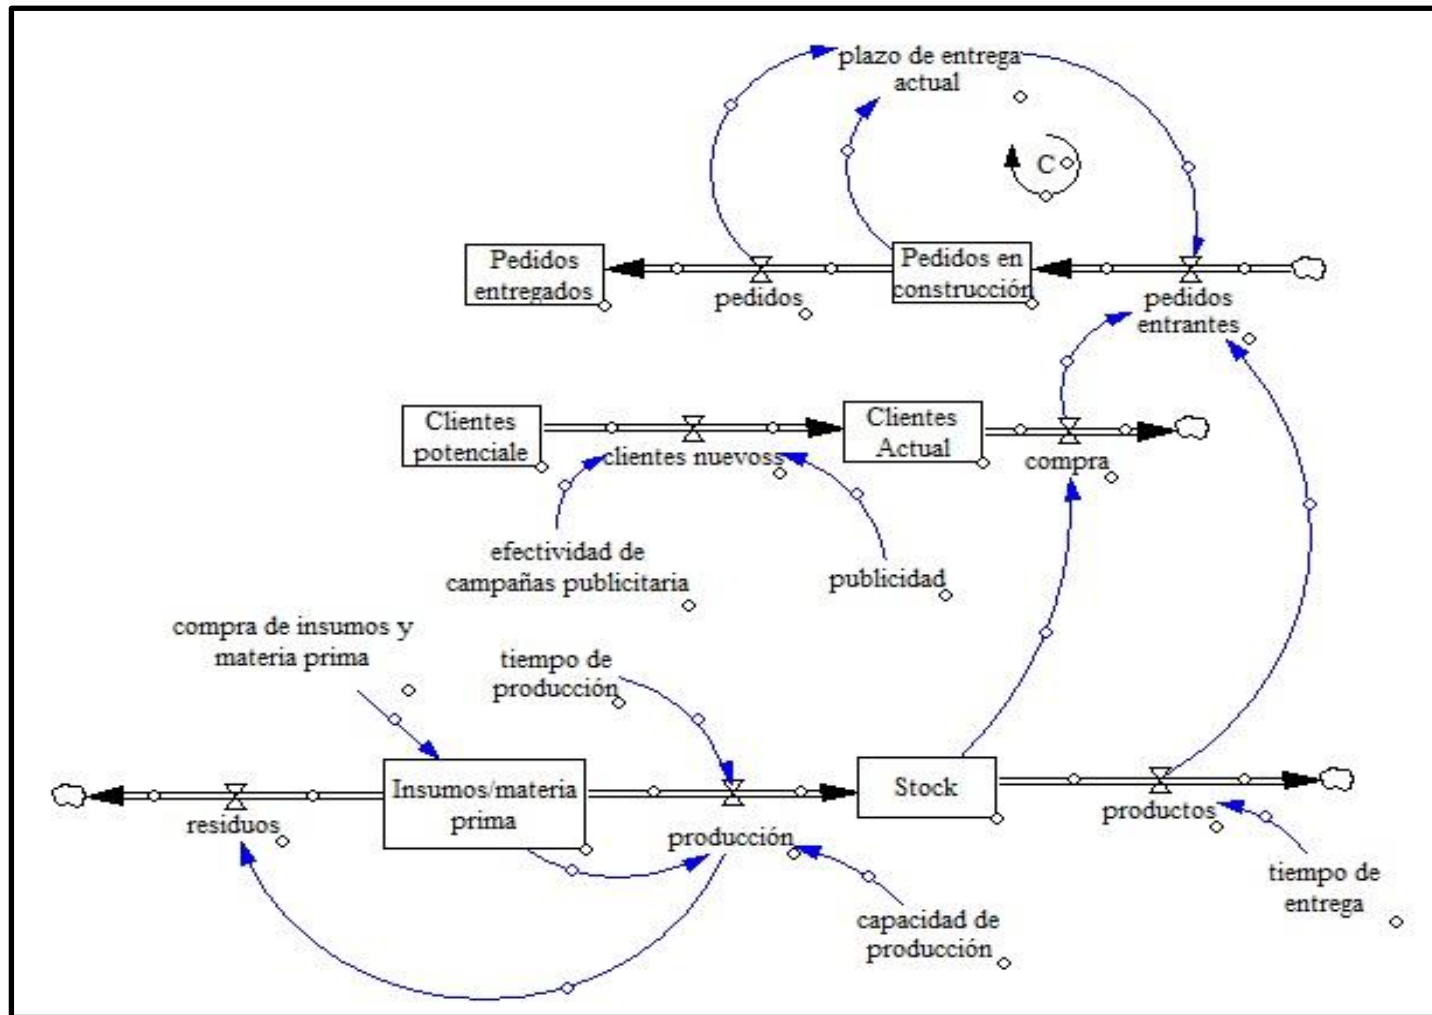 plazo de entrega
actual
C
Pedidos
entregados
pedidos
Pedidos en
construcción
pedidos
entrantes
Clientes
potenciale
clientes nuevoss
Clientes
Actual
compra
efectividad de
campañas publicitaria
publicidad
compra de insumos y
materia prima
tiempo de
producción
residuos
Insumos/materia
prima
producción
Stock
productos
capacidad de
producción
tiempo de
entrega